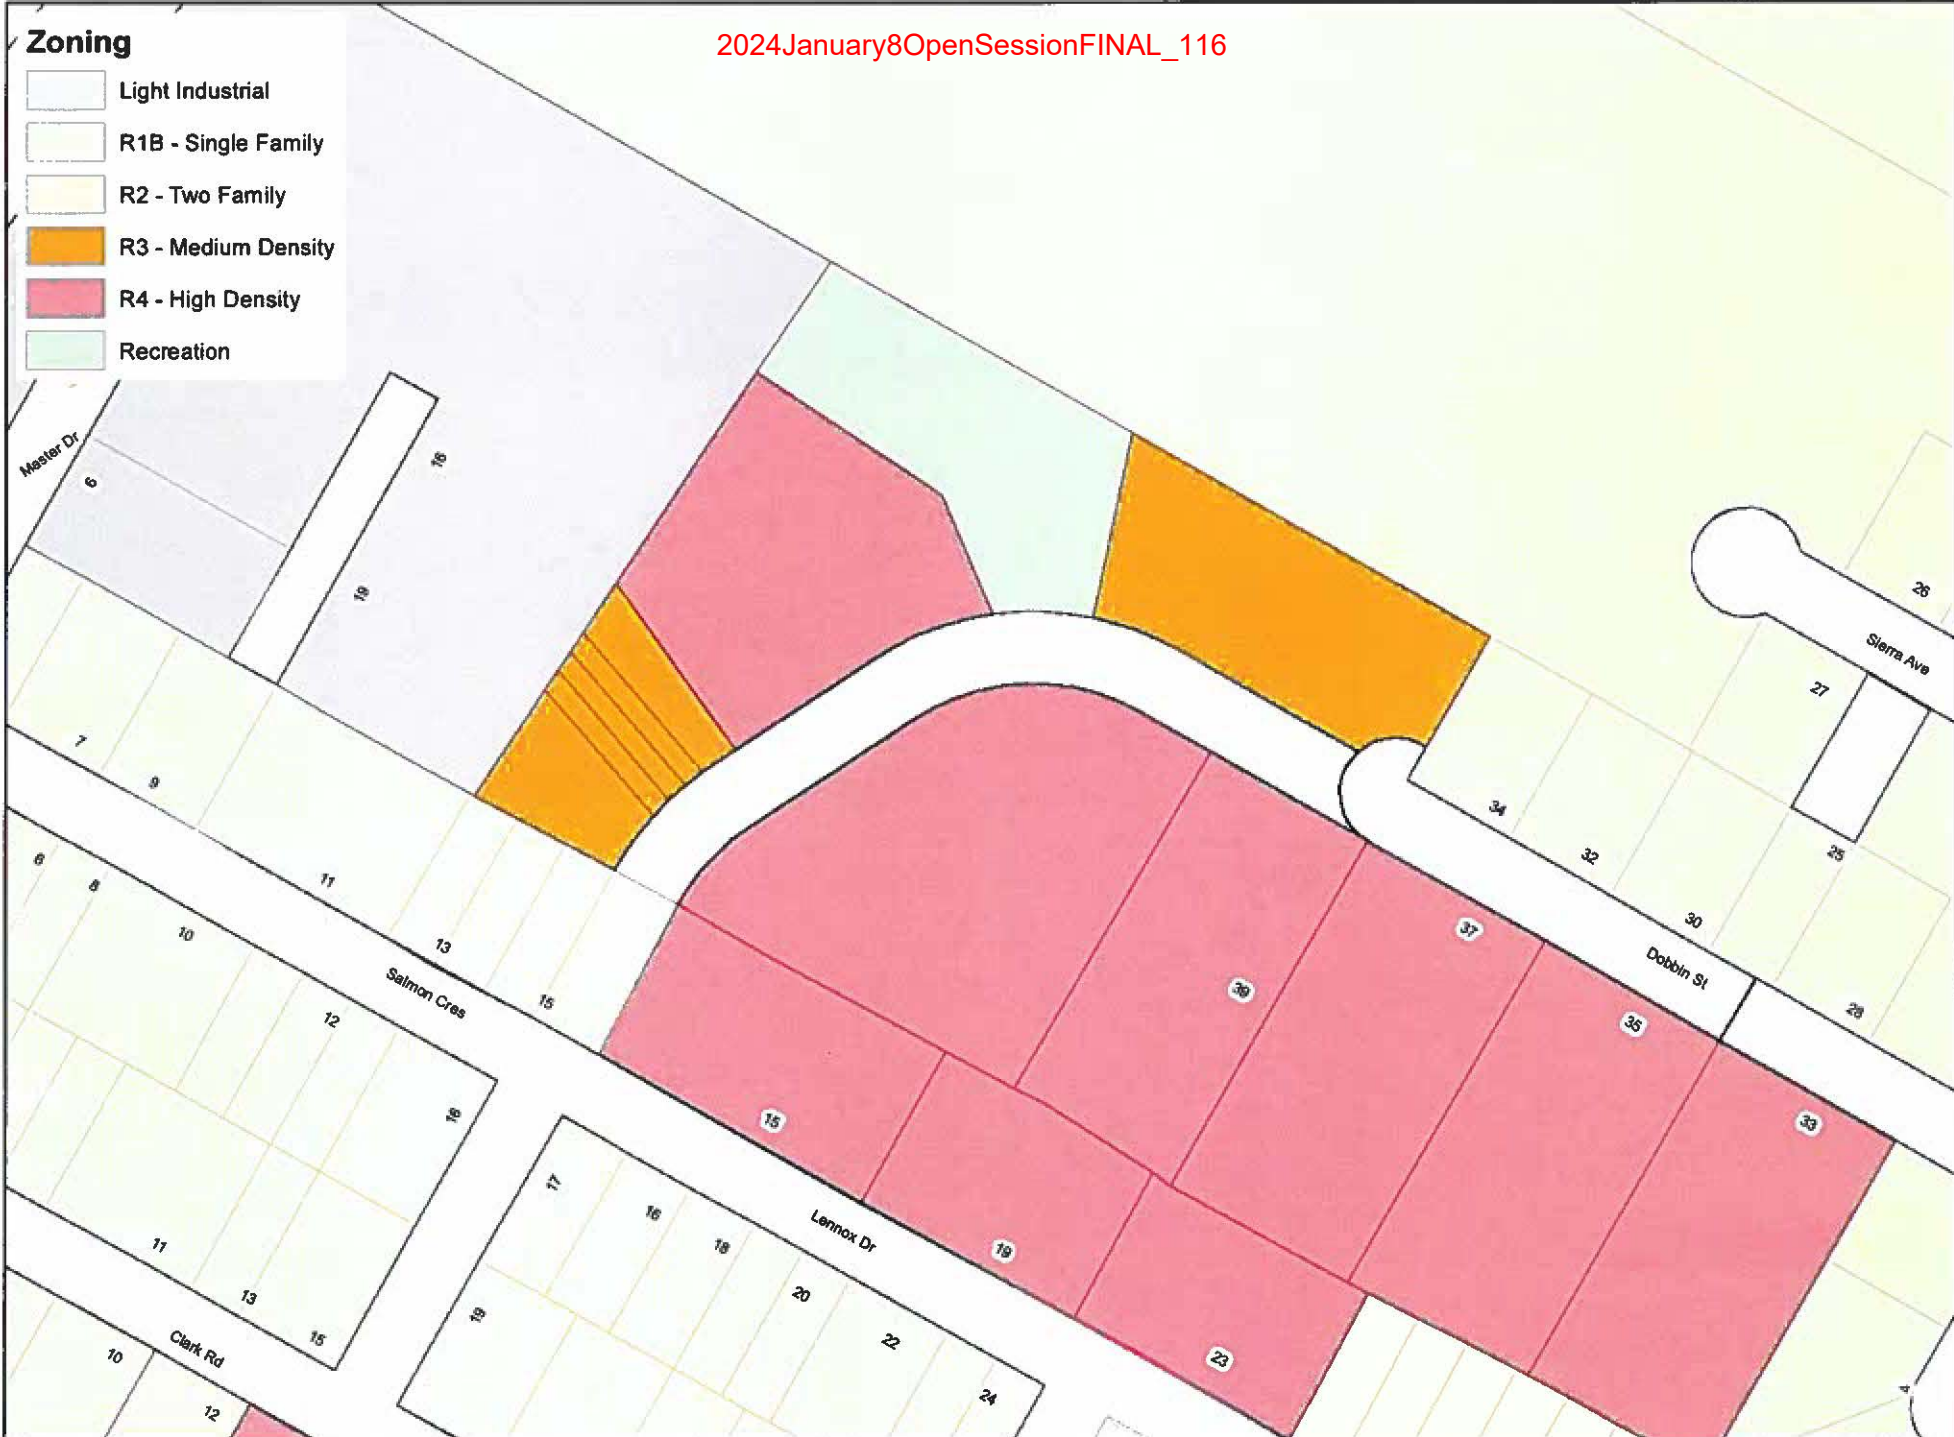 2024January8OpenSessionFINAL_116
Zoning
Light Industrial
R1B - Single Family
R2 - Two Family
R3 - Medium Density
R4 - High Density
Recreation
Master Dr
6
16
19
26
Sierra Ave
27
25
34
32
30
28
Dobbin St
37
39
35
33
7
9
11
13
15
6
8
10
12
16
Salmon Cres
15
19
23
Lennox Dr
17
16
18
20
22
24
19
11
13
15
Clark Rd
10
12
4